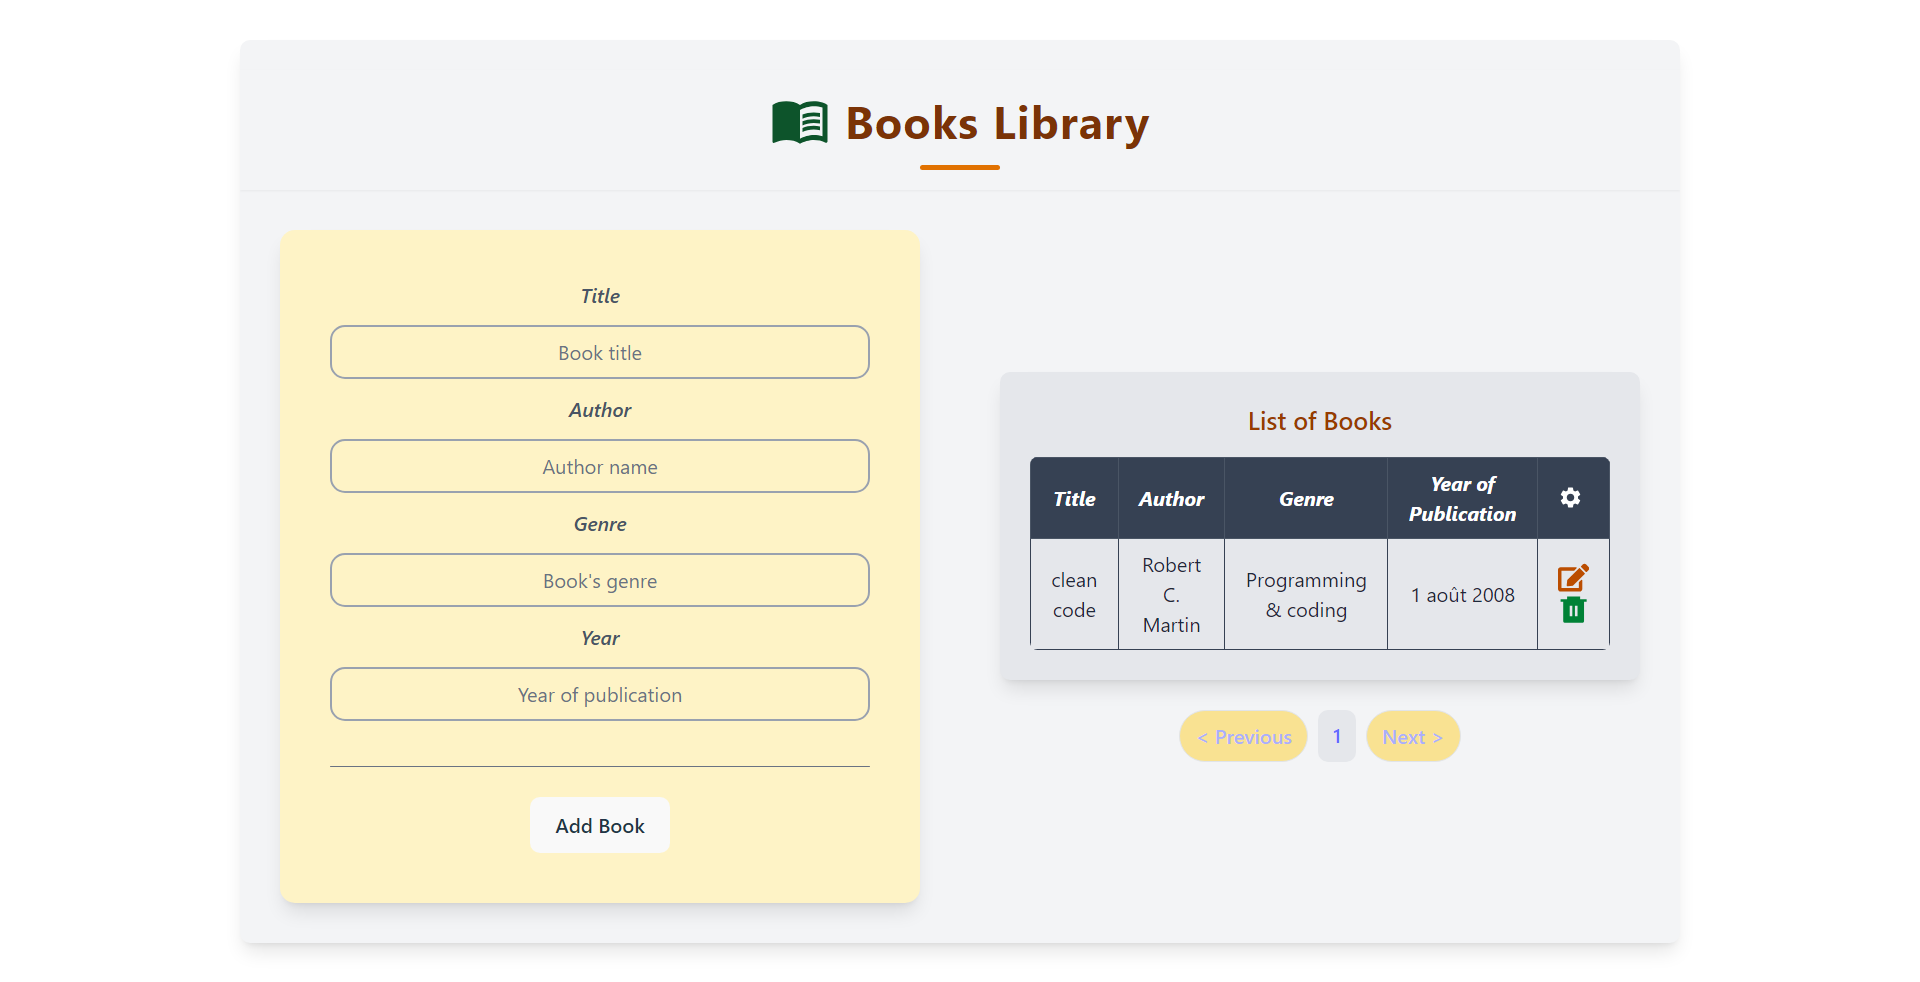 Books Library
Title
Book title
Author
Author name
Genre
Book's genre
Year
Year of publication
Add Book
List of Books
Title Author Genre Year of Publication
clean code Robert C. Martin Programming & coding 1 août 2008
< Previous 1 Next >